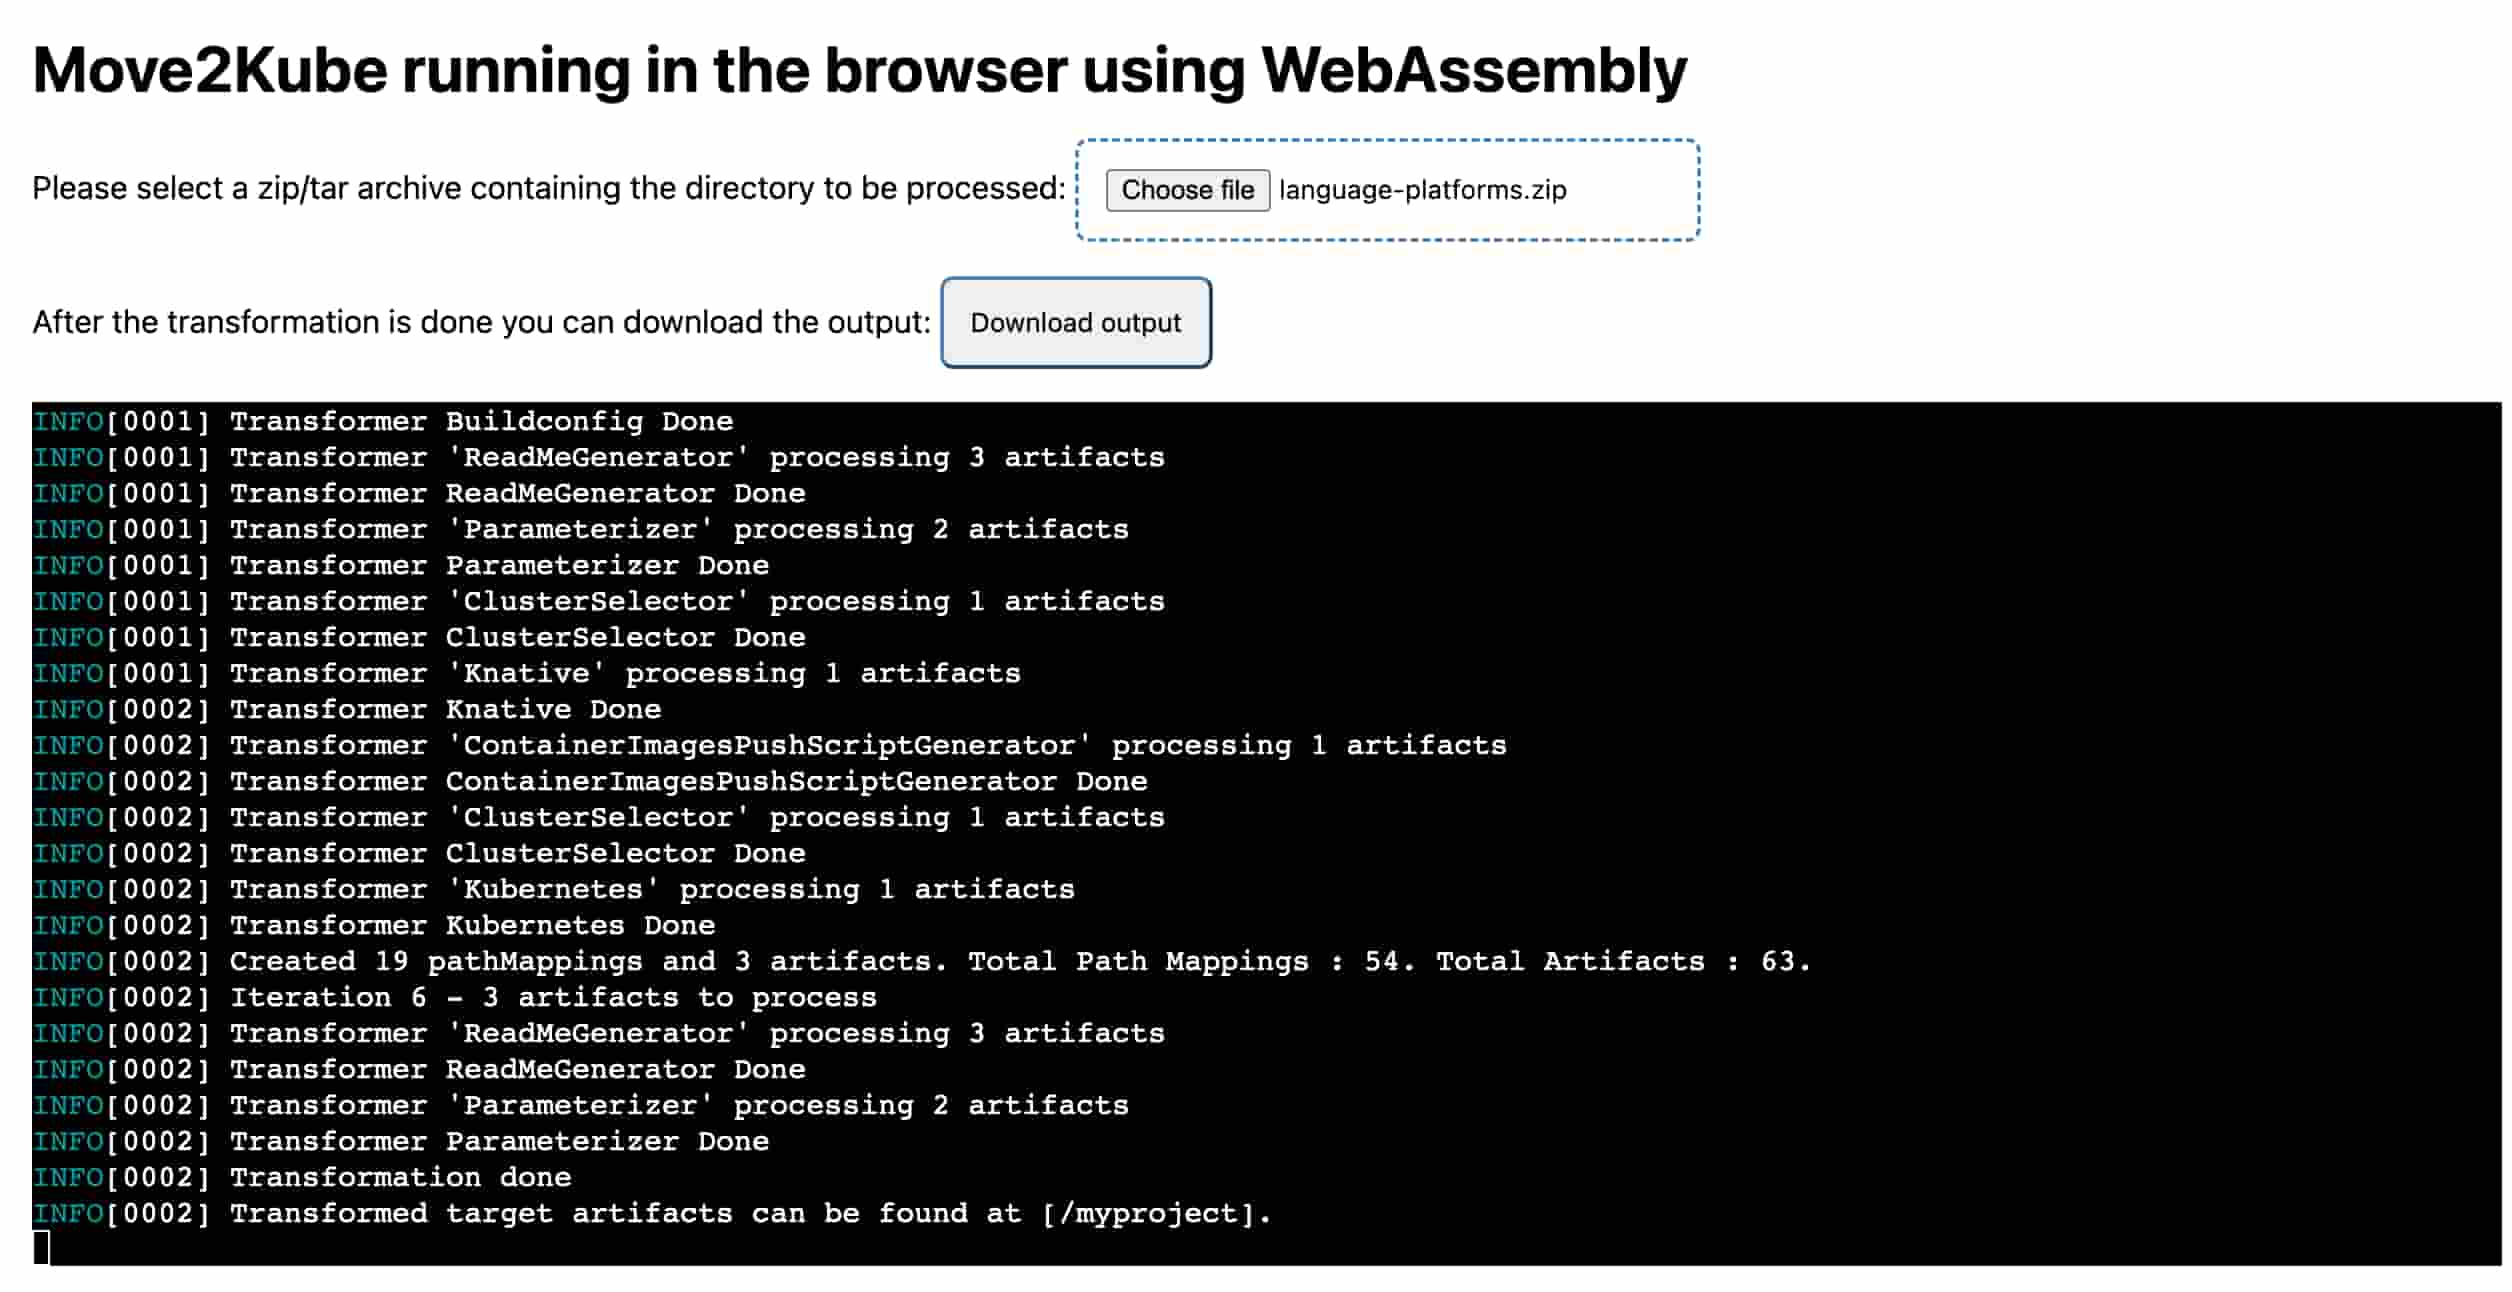 Move2Kube running in the browser using WebAssembly
Please select a zip/tar archive containing the directory to be processed: Choose file language-platforms.zip
After the transformation is done you can download the output: Download output
INFO[0001] Transformer Buildconfig Done
INFO[0001] Transformer 'ReadMeGenerator' processing 3 artifacts
INFO[0001] Transformer ReadMeGenerator Done
INFO[0001] Transformer 'Parameterizer' processing 2 artifacts
INFO[0001] Transformer Parameterizer Done
INFO[0001] Transformer 'ClusterSelector' processing 1 artifacts
INFO[0001] Transformer ClusterSelector Done
INFO[0001] Transformer 'Knative' processing 1 artifacts
INFO[0002] Transformer Knative Done
INFO[0002] Transformer 'ContainerImagesPushScriptGenerator' processing 1 artifacts
INFO[0002] Transformer ContainerImagesPushScriptGenerator Done
INFO[0002] Transformer 'ClusterSelector' processing 1 artifacts
INFO[0002] Transformer ClusterSelector Done
INFO[0002] Transformer 'Kubernetes' processing 1 artifacts
INFO[0002] Transformer Kubernetes Done
INFO[0002] Created 19 pathMappings and 3 artifacts. Total Path Mappings : 54. Total Artifacts : 63.
INFO[0002] Iteration 6 - 3 artifacts to process
INFO[0002] Transformer 'ReadMeGenerator' processing 3 artifacts
INFO[0002] Transformer ReadMeGenerator Done
INFO[0002] Transformer 'Parameterizer' processing 2 artifacts
INFO[0002] Transformer Parameterizer Done
INFO[0002] Transformation done
INFO[0002] Transformed target artifacts can be found at [/myproject].